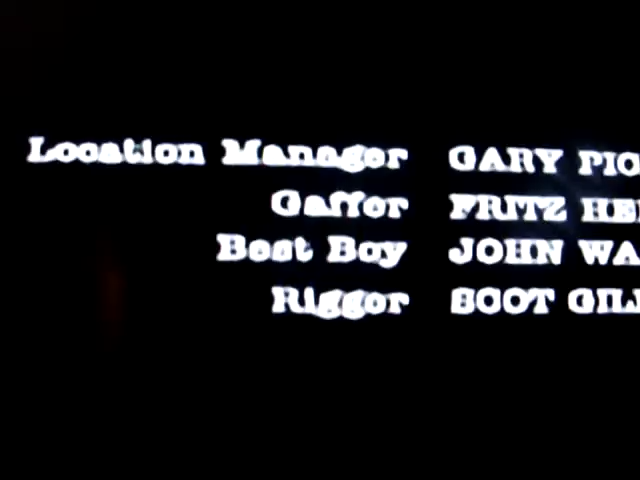 Location Manager GARY
Gaffer FRITZ
Best Boy JOHN
Rigger SCOT